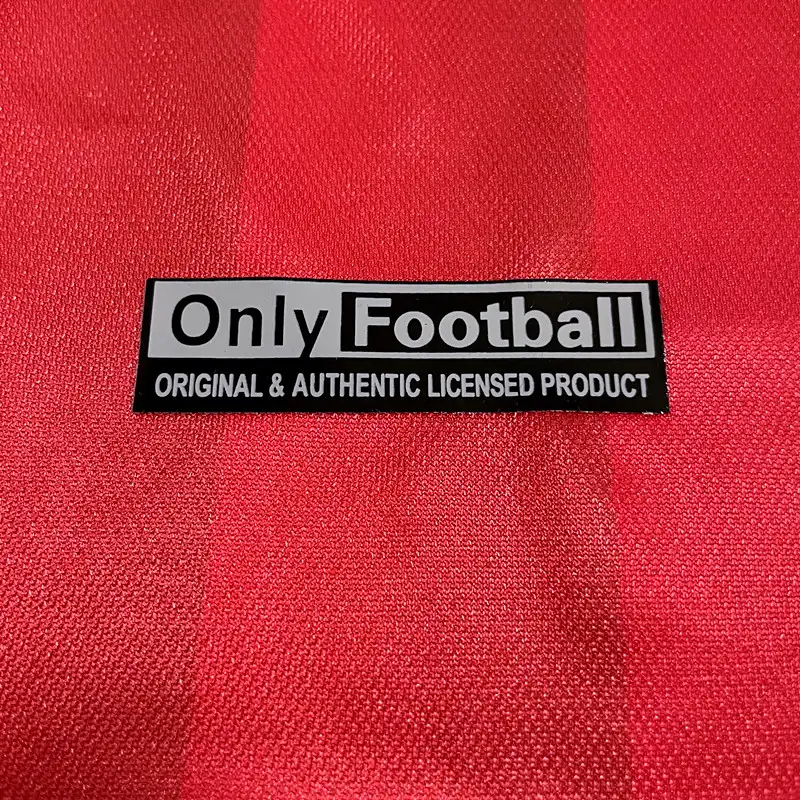 Only Football
ORIGINAL & AUTHENTIC LICENSED PRODUCT